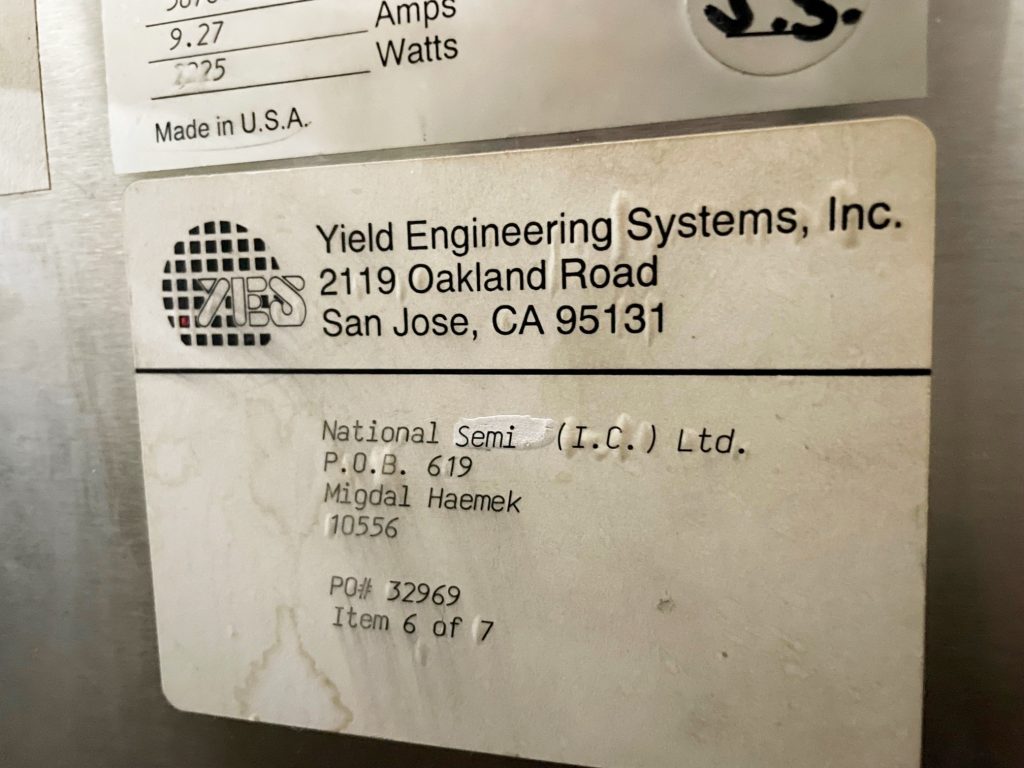 9.27 Amps
Watts
Made in U.S.A.
J.S.
YES
Yield Engineering Systems, Inc.
2119 Oakland Road
San Jose, CA 95131
National Semi (I.C.) Ltd.
P.O.B. 619
Migdal Haemek
10556
PO# 32969
Item 6 of 7